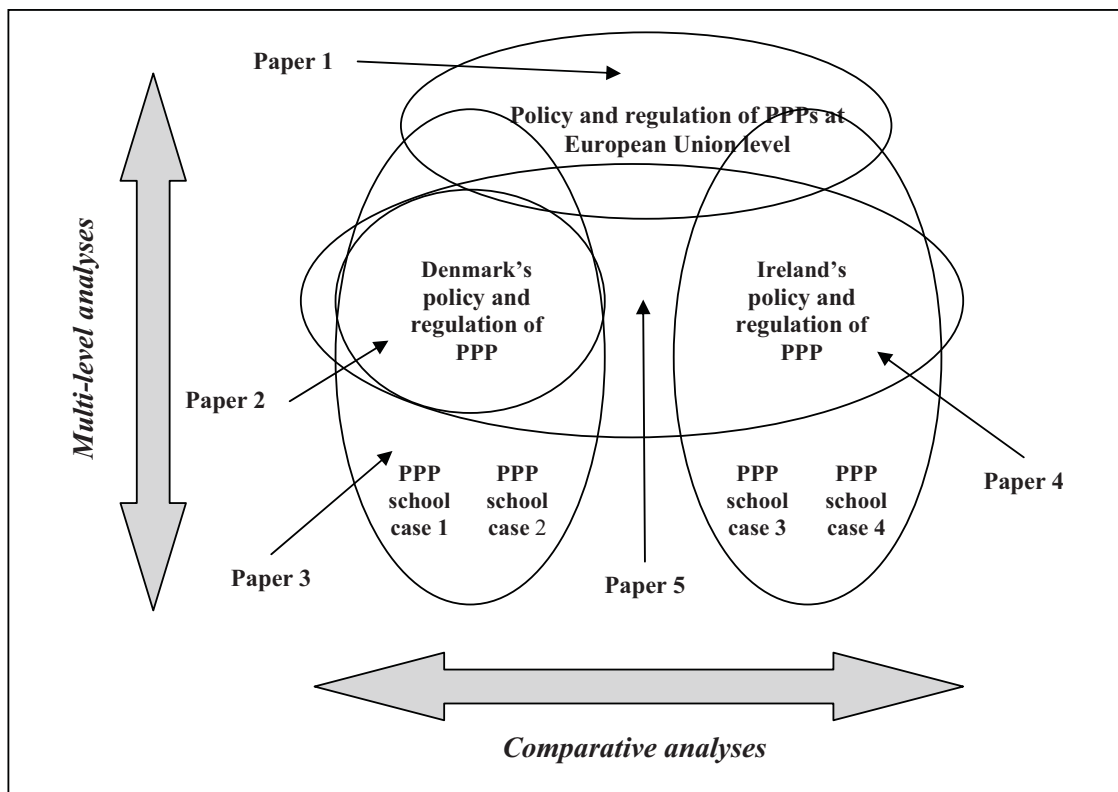 Paper 1
Policy and regulation of PPPs at
European Union level
Multi-level analyses
Denmark's
policy and
regulation of
PPP
Ireland's
policy and
regulation of
PPP
Paper 2
PPP
school
case 1
PPP
school
case 2
PPP
school
case 3
PPP
school
case 4
Paper 4
Paper 3
Paper 5
Comparative analyses